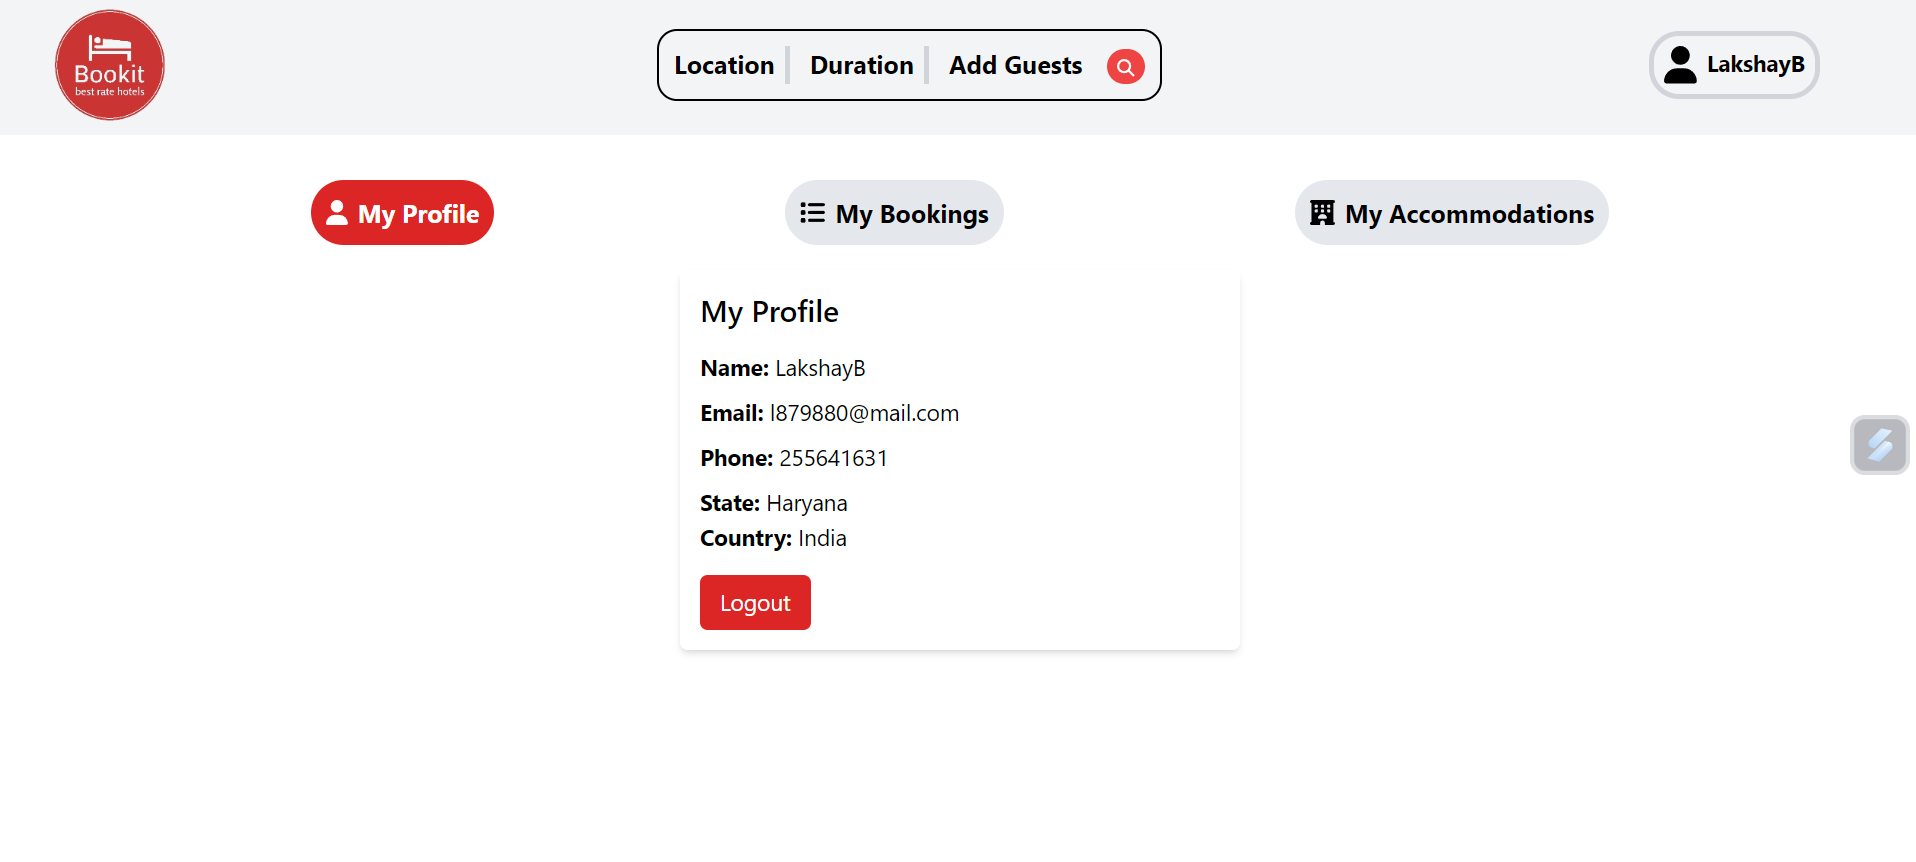 Bookit
best rate hotels
Location Duration Add Guests
LakshayB
My Profile
My Bookings
My Accommodations
My Profile
Name: LakshayB
Email: l879880@mail.com
Phone: 255641631
State: Haryana
Country: India
Logout